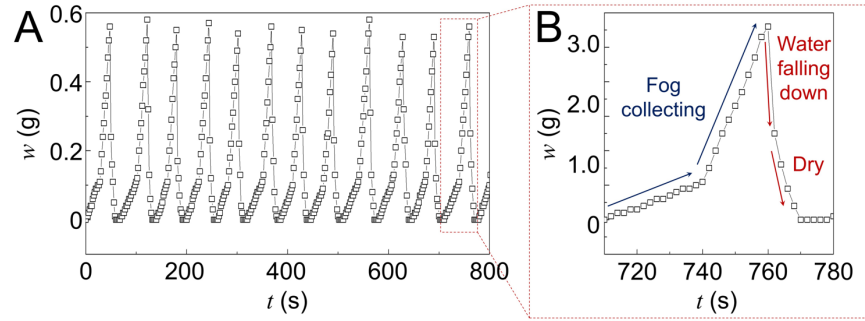 A
w (g)
0.6
0.4
0.2
0
0
200
400
600
800
t (s)
B
w (g)
3.0
2.0
1.0
0
Fog
collecting
Water
falling
down
Dry
720
740
760
780
t (s)